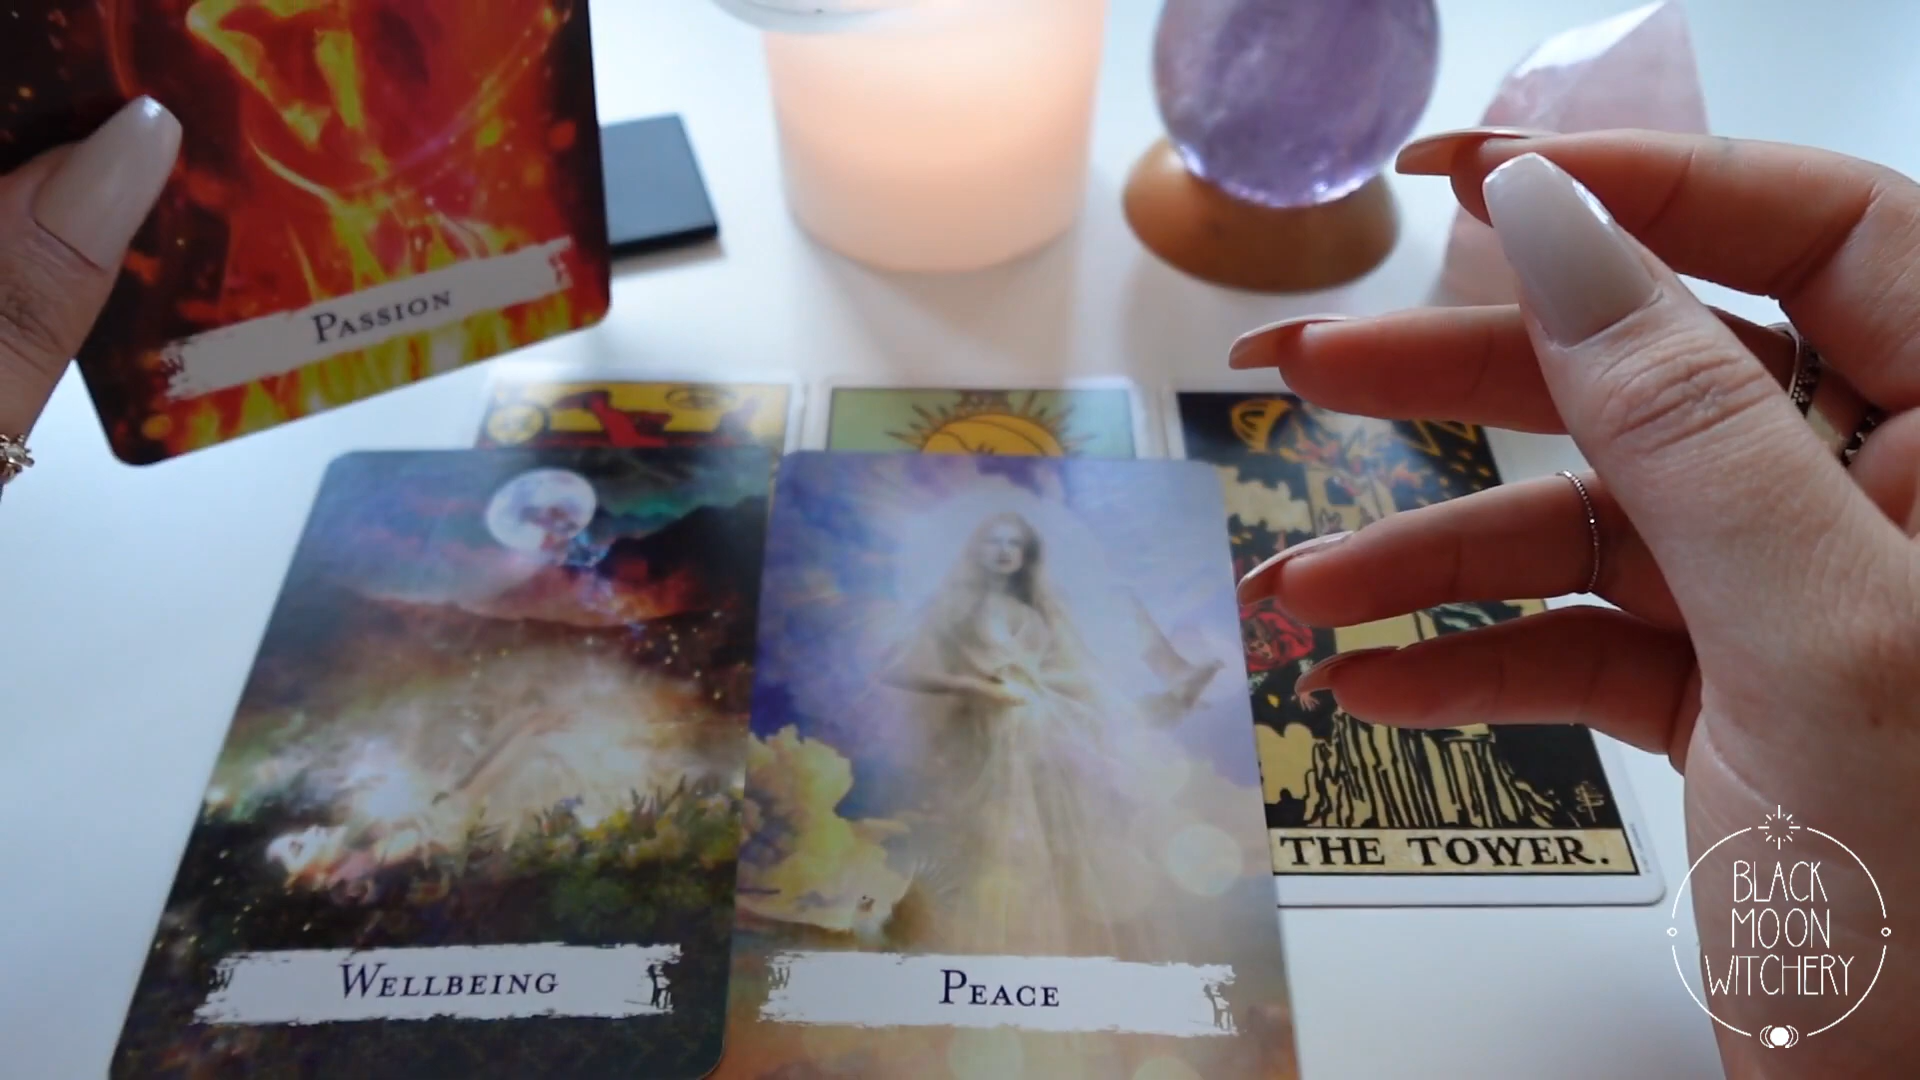 PASSION
WELLBEING
PEACE
THE TOWER.
BLACK
MOON
WITCHERY